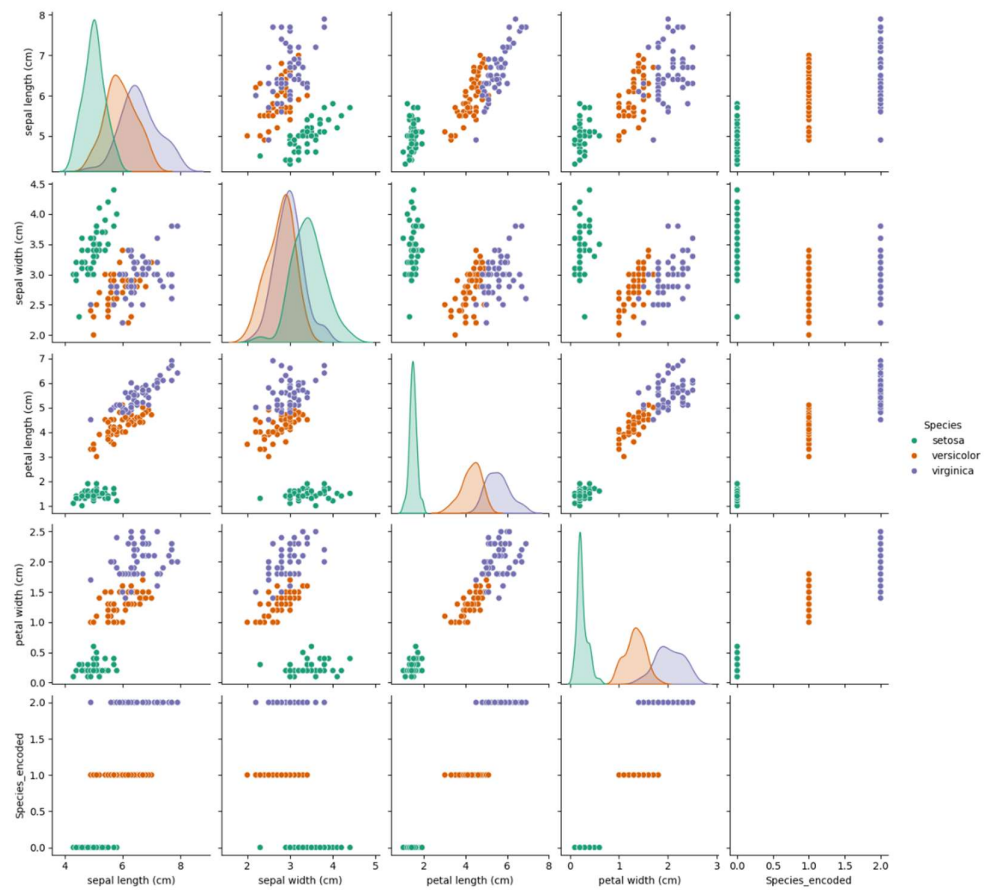 8
7
6
5
sepal length (cm)
4.5
4.0
3.5
3.0
2.5
2.0
sepal width (cm)
7
6
5
4
3
2
1
petal length (cm)
Species
setosa
versicolor
virginica
2.5
2.0
1.5
1.0
0.5
0.0
petal width (cm)
2.0
1.5
1.0
0.5
0.0
Species_encoded
4 6 8
sepal length (cm)
2 3 4 5
sepal width (cm)
2 4 6 8
petal length (cm)
0 1 2 3
petal width (cm)
0.0 0.5 1.0 1.5 2.0
Species_encoded